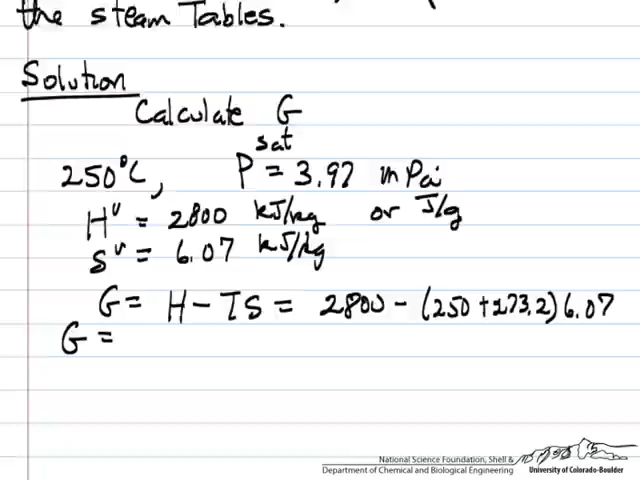 the steam Tables.
Solution
Calculate G
250°C, P sat = 3.97 mPa
H^v = 2800 kJ/kg or J/g
S^v = 6.07 kJ/kg
G = H - TS = 2800 - (250 + 273.2) 6.07
G =
National Science Foundation, Shell &
Department of Chemical and Biological Engineering
University of Colorado-Boulder